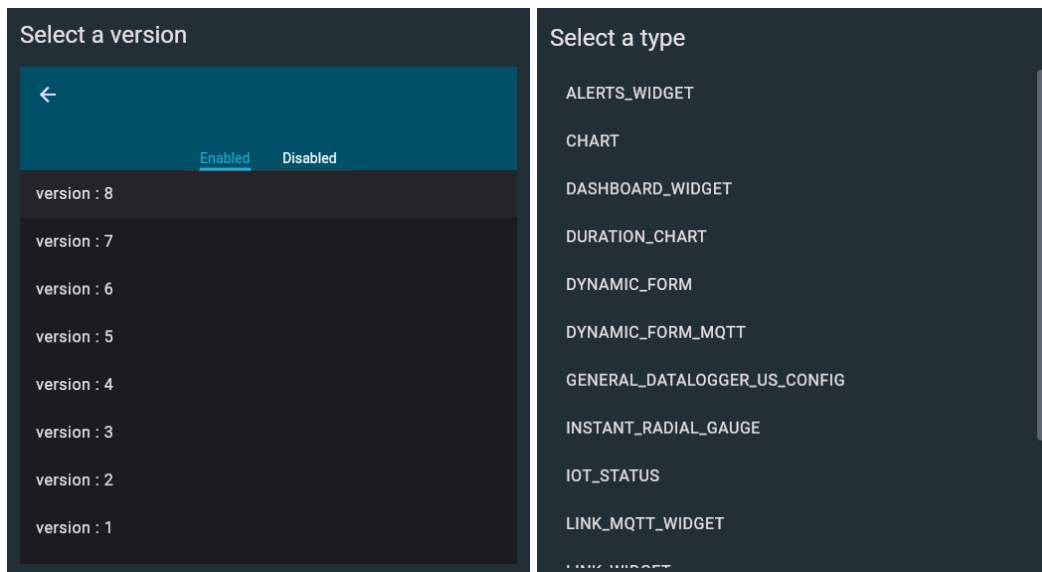 Select a version
Enabled Disabled
version : 8
version : 7
version : 6
version : 5
version : 4
version : 3
version : 2
version : 1
Select a type
ALERTS_WIDGET
CHART
DASHBOARD_WIDGET
DURATION_CHART
DYNAMIC_FORM
DYNAMIC_FORM_MQTT
GENERAL_DATALOGGER_US_CONFIG
INSTANT_RADIAL_GAUGE
IOT_STATUS
LINK_MQTT_WIDGET
LINK_WIDGET